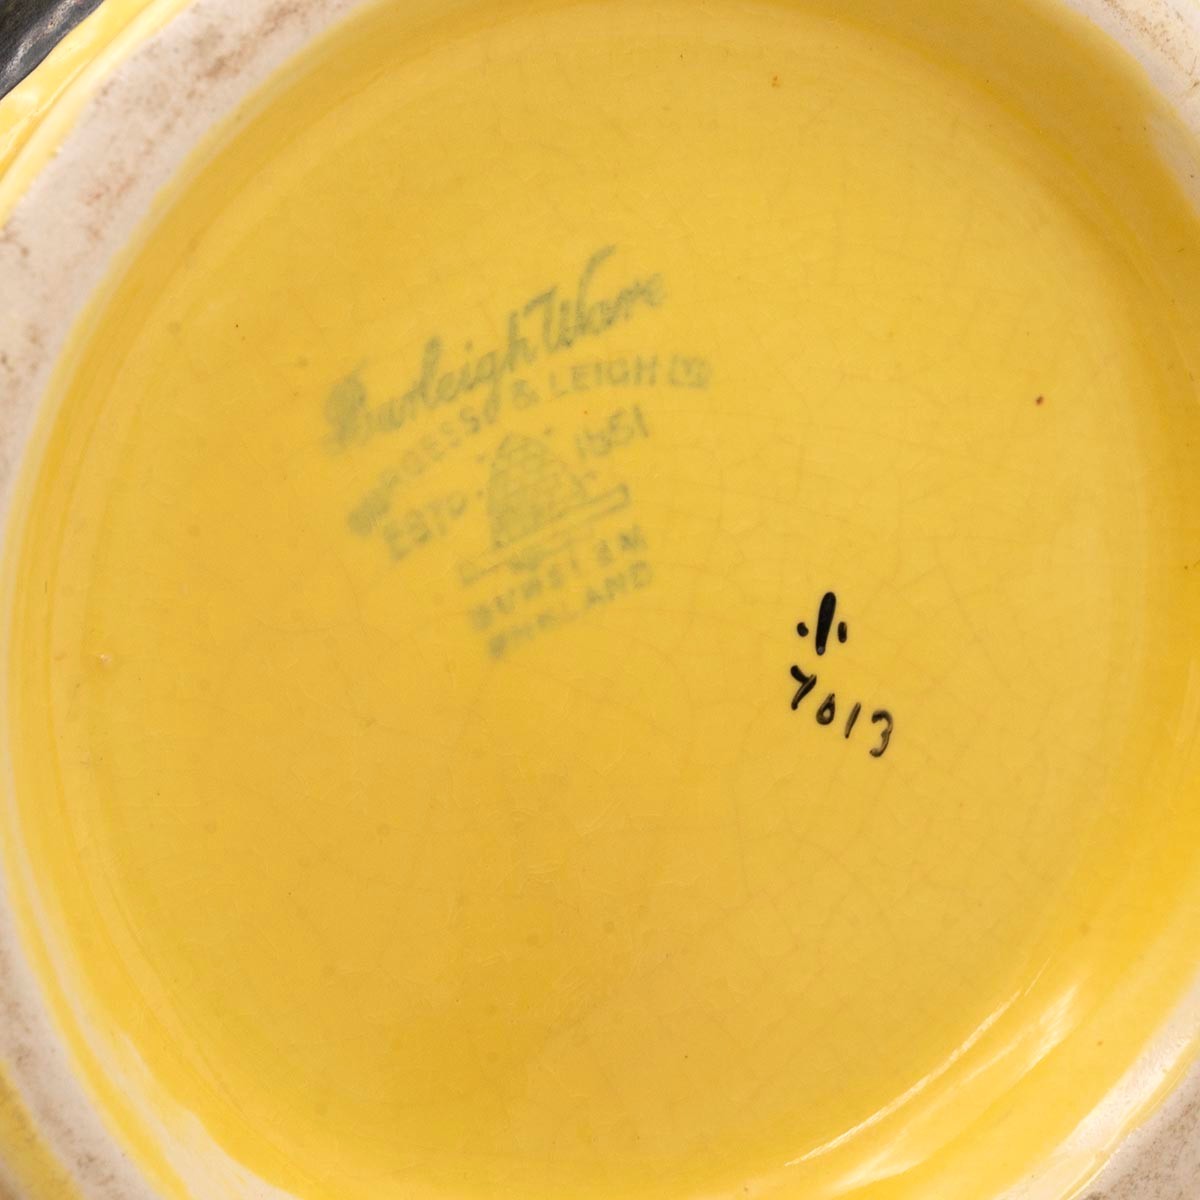 Burleigh Ware
BURGESS & LEIGH LTD
ESTD. 1851
BURSLEM
ENGLAND
7013